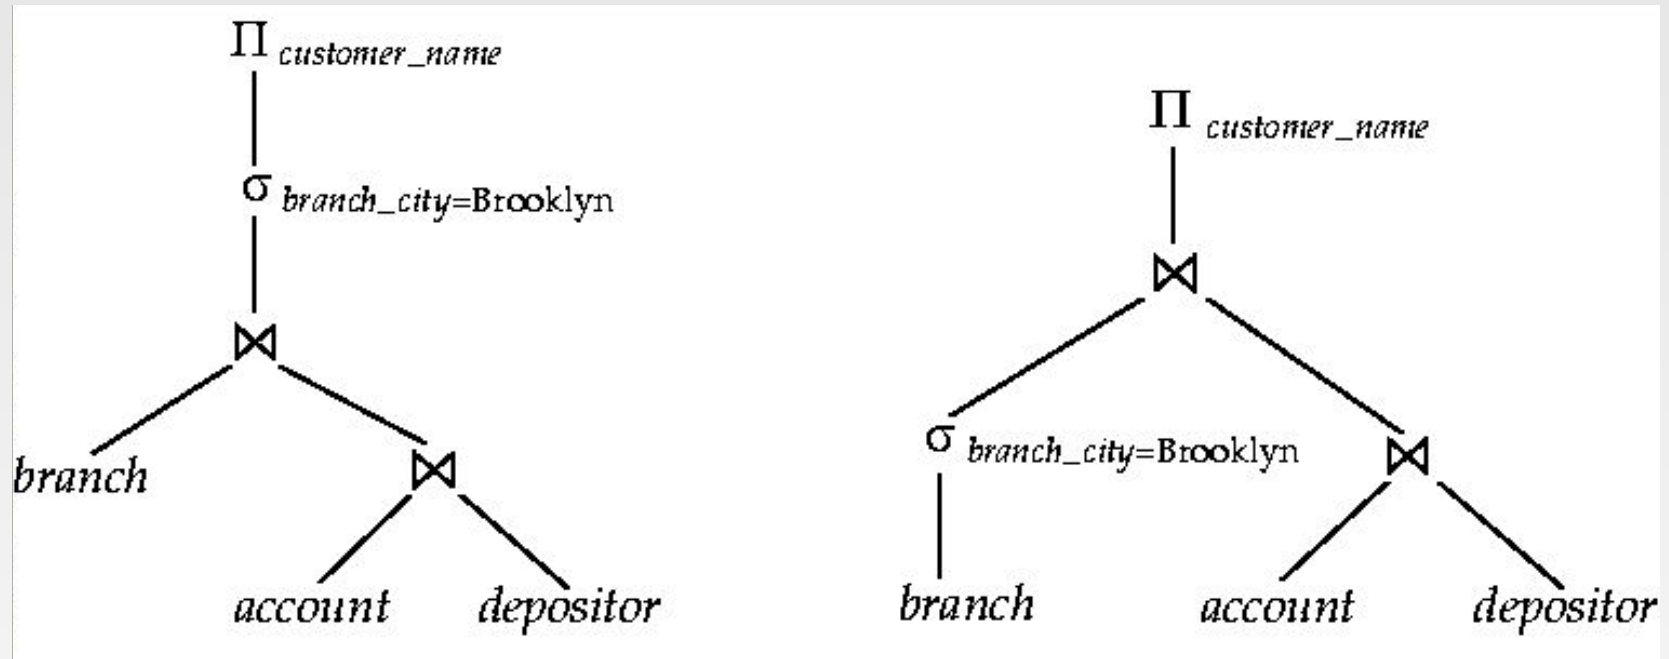 Π customer_name
σ branch_city=Brooklyn
⋈
branch
⋈
account depositor
Π customer_name
⋈
σ branch_city=Brooklyn
⋈
branch account depositor